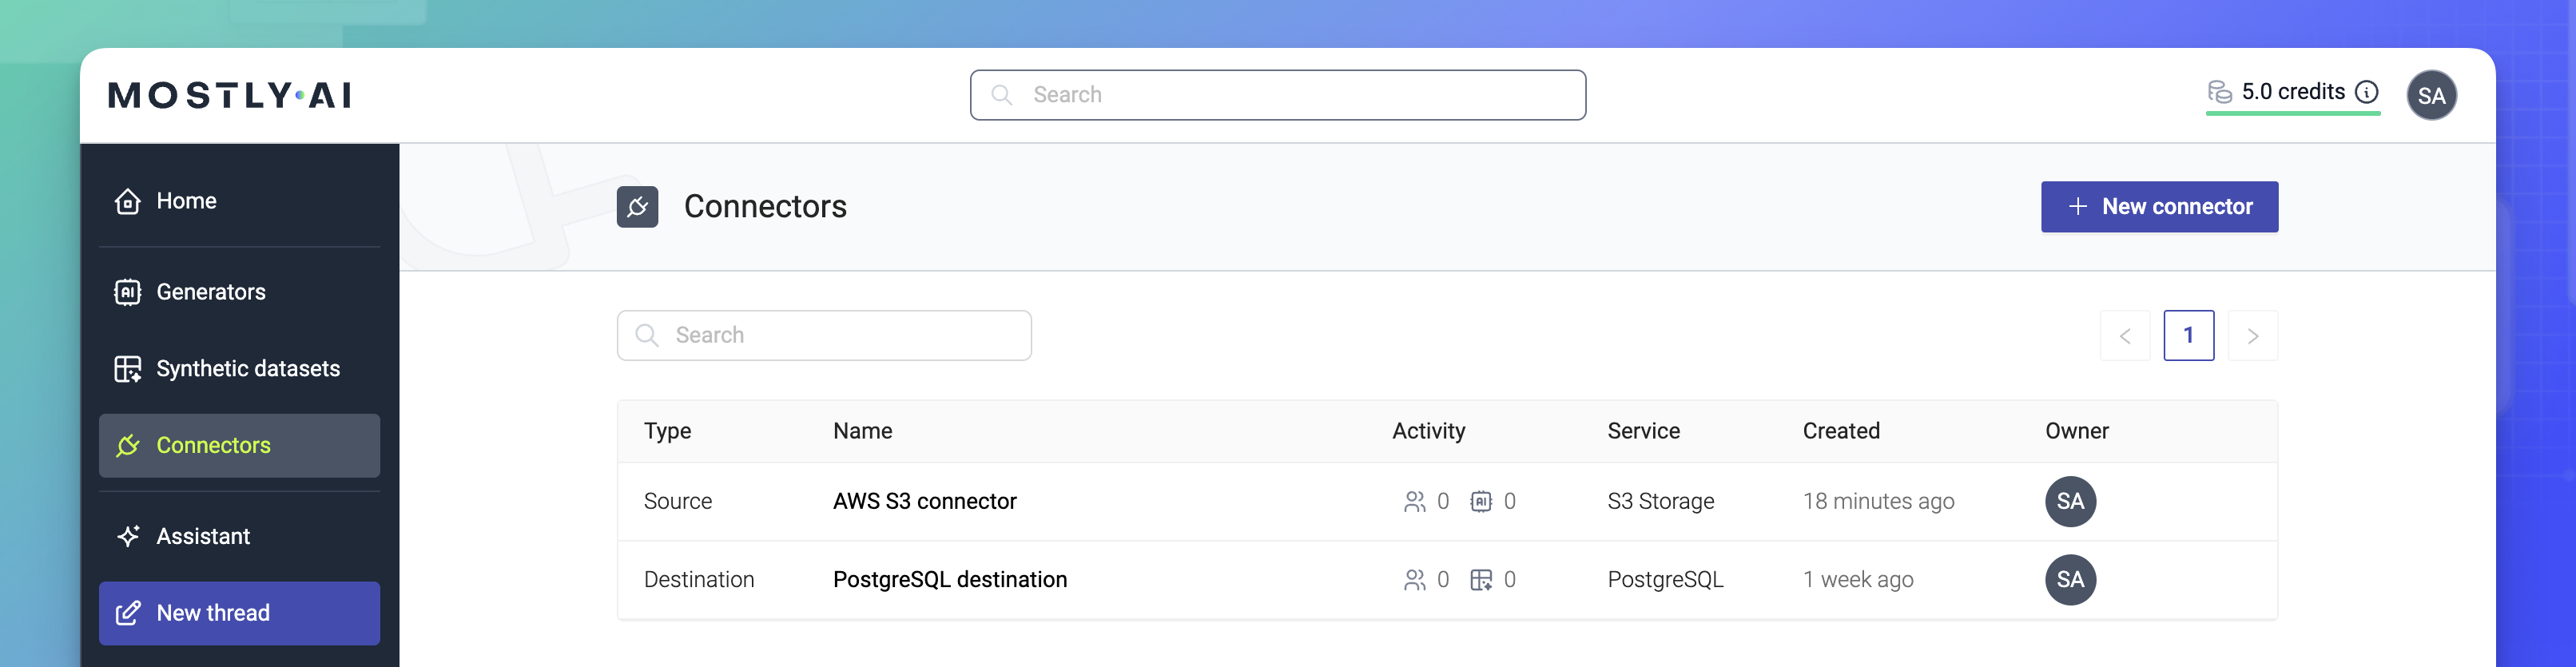 MOSTLY·AI
Search
5.0 credits
SA
Home
Generators
Synthetic datasets
Connectors
Assistant
New thread
Connectors
+ New connector
Search
< 1 >
Type Name Activity Service Created Owner
Source AWS S3 connector 0 0 S3 Storage 18 minutes ago SA
Destination PostgreSQL destination 0 0 PostgreSQL 1 week ago SA